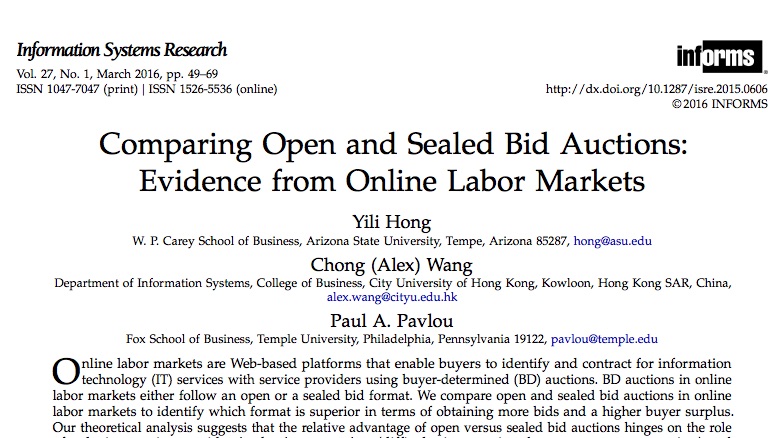 Information Systems Research
Vol. 27, No. 1, March 2016, pp. 49–69
ISSN 1047-7047 (print) | ISSN 1526-5536 (online)
informs®
http://dx.doi.org/10.1287/isre.2015.0606
©2016 INFORMS
Comparing Open and Sealed Bid Auctions:
Evidence from Online Labor Markets
Yili Hong
W. P. Carey School of Business, Arizona State University, Tempe, Arizona 85287, hong@asu.edu
Chong (Alex) Wang
Department of Information Systems, College of Business, City University of Hong Kong, Kowloon, Hong Kong SAR, China,
alex.wang@cityu.edu.hk
Paul A. Pavlou
Fox School of Business, Temple University, Philadelphia, Pennsylvania 19122, pavlou@temple.edu
Online labor markets are Web-based platforms that enable buyers to identify and contract for information
technology (IT) services with service providers using buyer-determined (BD) auctions. BD auctions in online
labor markets either follow an open or a sealed bid format. We compare open and sealed bid auctions in online
labor markets to identify which format is superior in terms of obtaining more bids and a higher buyer surplus.
Our theoretical analysis suggests that the relative advantage of open versus sealed bid auctions hinges on the role